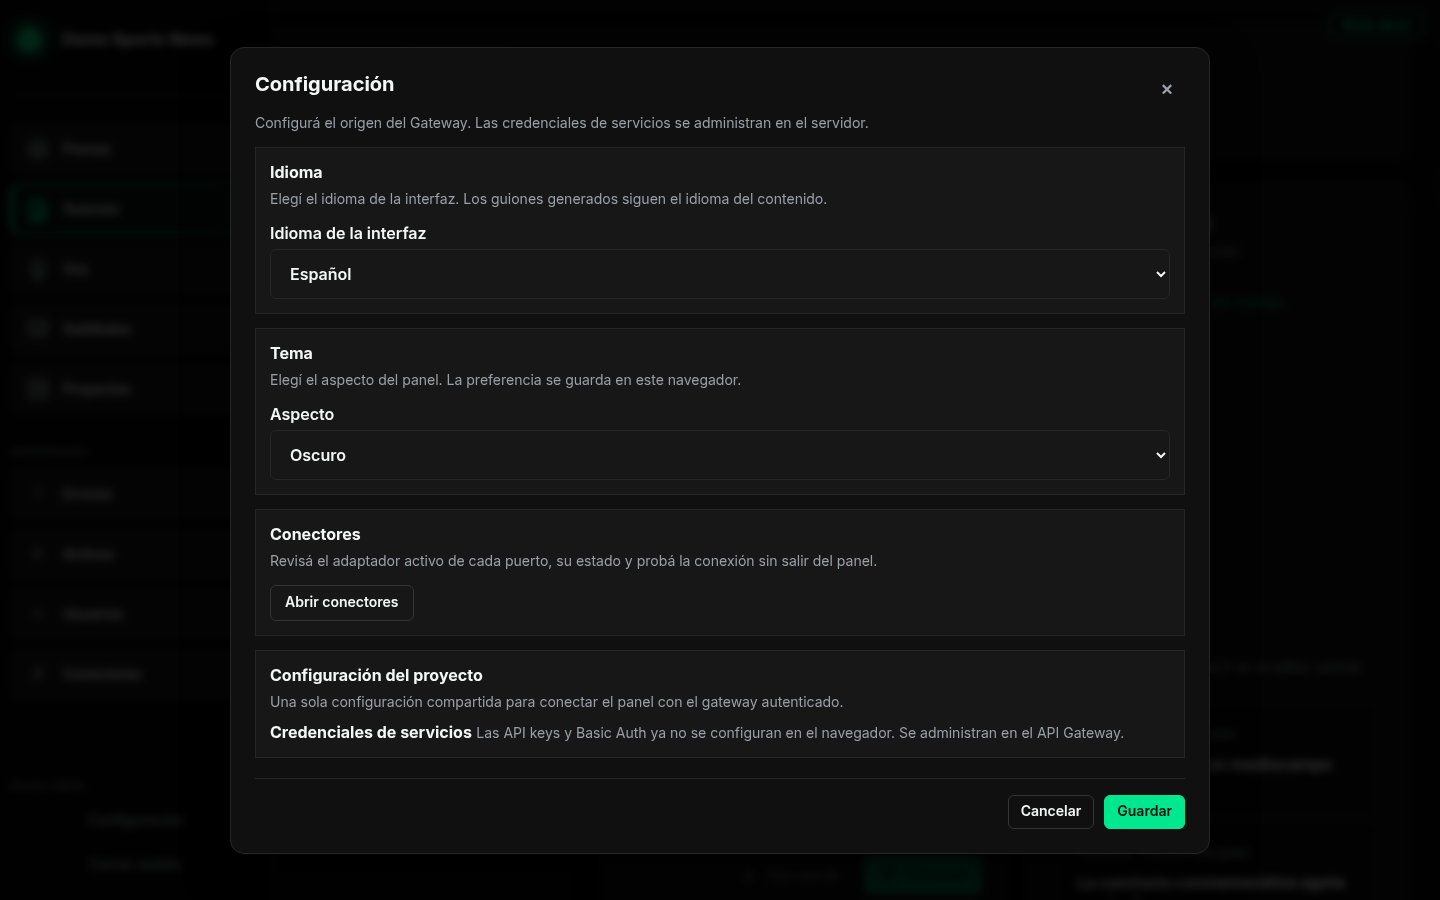 Configuración
×
Configurá el origen del Gateway. Las credenciales de servicios se administran en el servidor.
Idioma
Elegí el idioma de la interfaz. Los guiones generados siguen el idioma del contenido.
Idioma de la interfaz
Español
Tema
Elegí el aspecto del panel. La preferencia se guarda en este navegador.
Aspecto
Oscuro
Conectores
Revisá el adaptador activo de cada puerto, su estado y probá la conexión sin salir del panel.
Abrir conectores
Configuración del proyecto
Una sola configuración compartida para conectar el panel con el gateway autenticado.
Credenciales de servicios Las API keys y Basic Auth ya no se configuran en el navegador. Se administran en el API Gateway.
Cancelar
Guardar